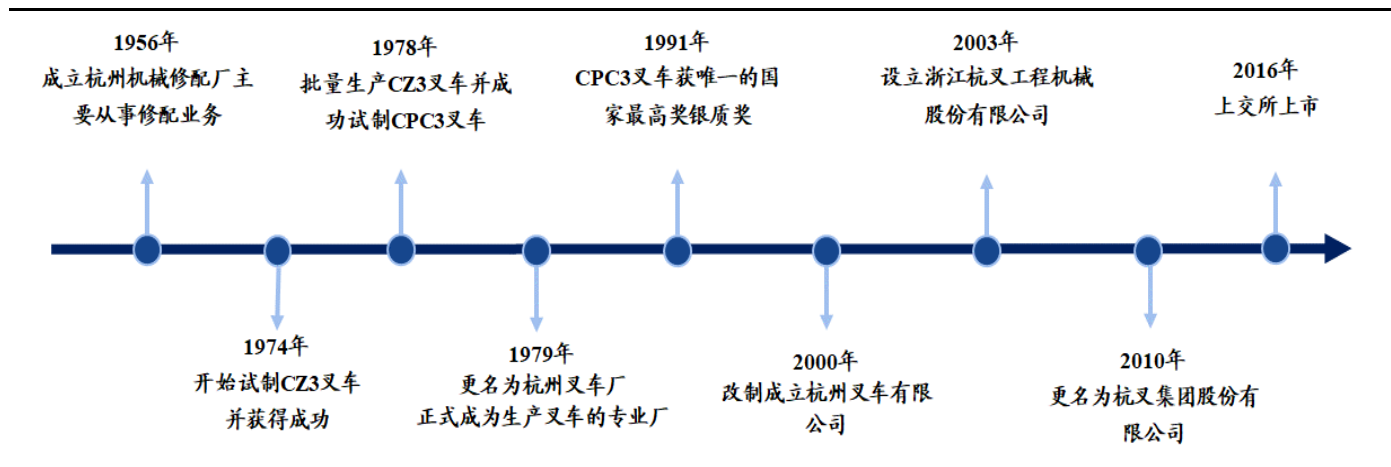 1956年
成立杭州机械修配厂主
要从事修配业务
1978年
批量生产CZ3叉车并成
功试制CPC3叉车
1991年
CPC3叉车获唯一的国
家最高奖银质奖
2003年
设立浙江杭叉工程机械
股份有限公司
2016年
上交所上市
1974年
开始试制CZ3叉车
并获得成功
1979年
更名为杭州叉车厂
正式成为生产叉车的专业厂
2000年
改制成立杭州叉车有限
公司
2010年
更名为杭叉集团股份有
限公司